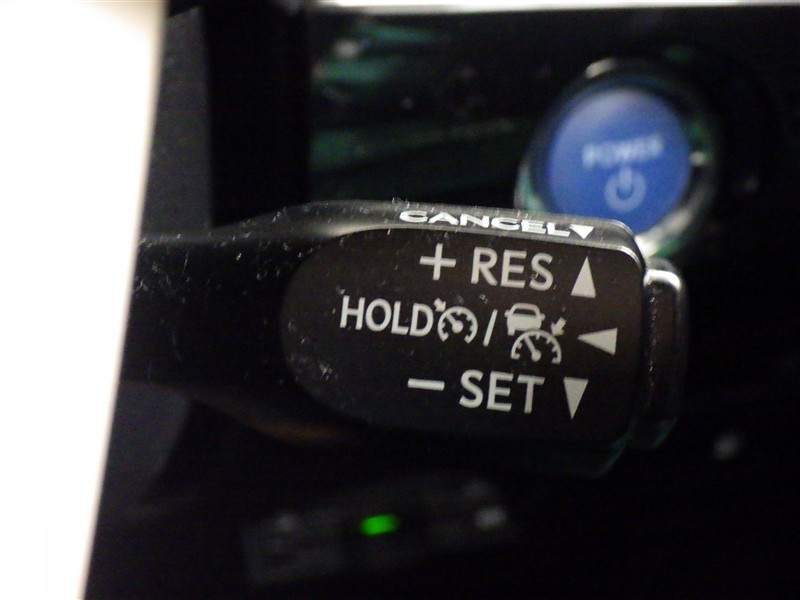 POWER
CANCEL▼
+ RES ▲
HOLD / ◀
− SET ▼